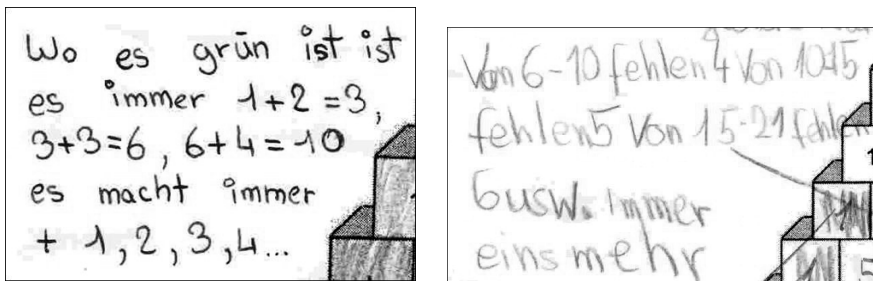 Wo es grün ist ist
es immer 1+2=3,
3+3=6, 6+4=10
es macht immer
+ 1, 2, 3, 4...
Von 6-10 fehlen 4 Von 10-15
fehlen 5 Von 15-21 fehlen
6 usw. immer
eins mehr